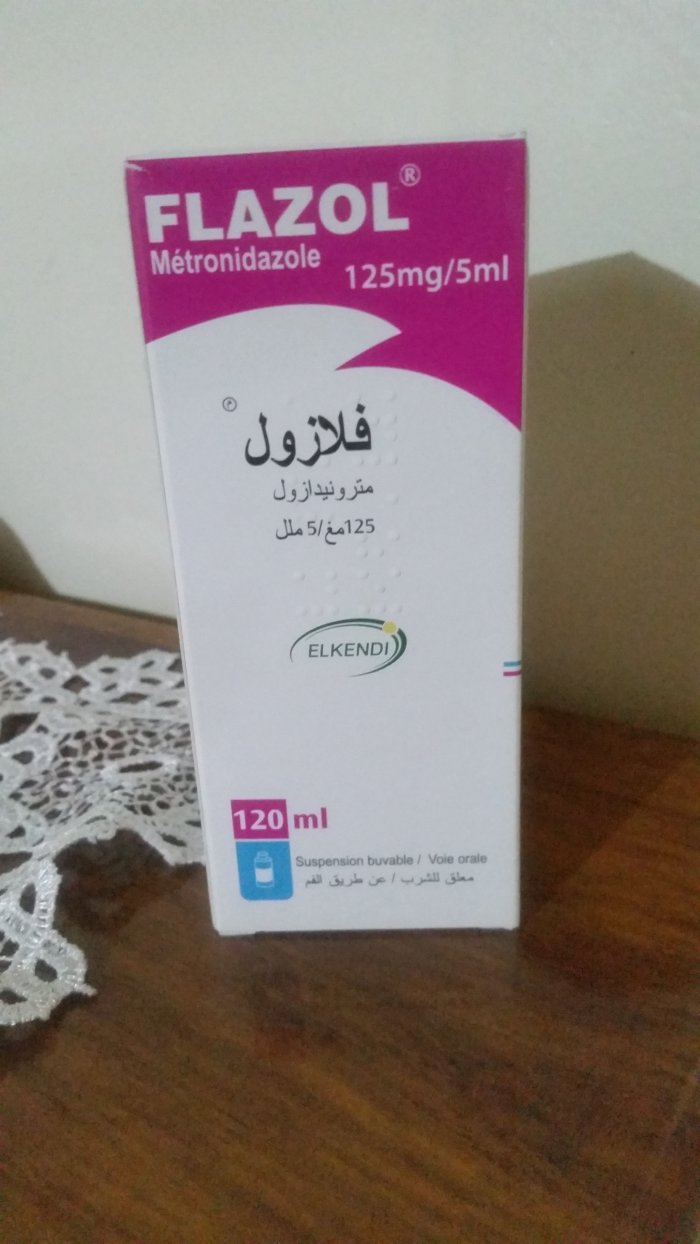 FLAZOL®
Métronidazole
125mg/5ml
فلازول
مترونيدازول
125مغ/5 ملل
ELKENDI
120 ml
Suspension buvable / Voie orale
معلق للشرب / عن طريق الفم